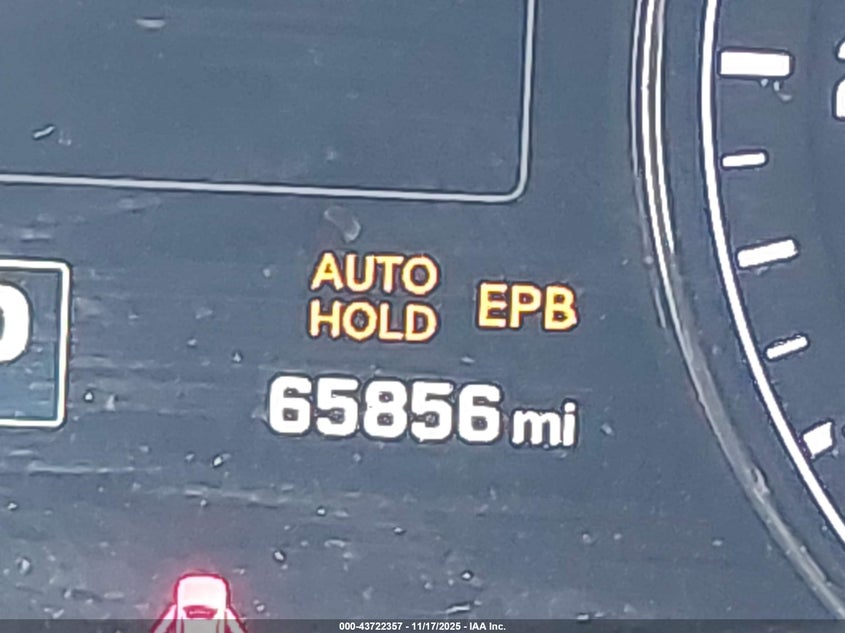 AUTO
HOLD
EPB
65856 mi
000-43722357 - 11/17/2025 - IAA Inc.